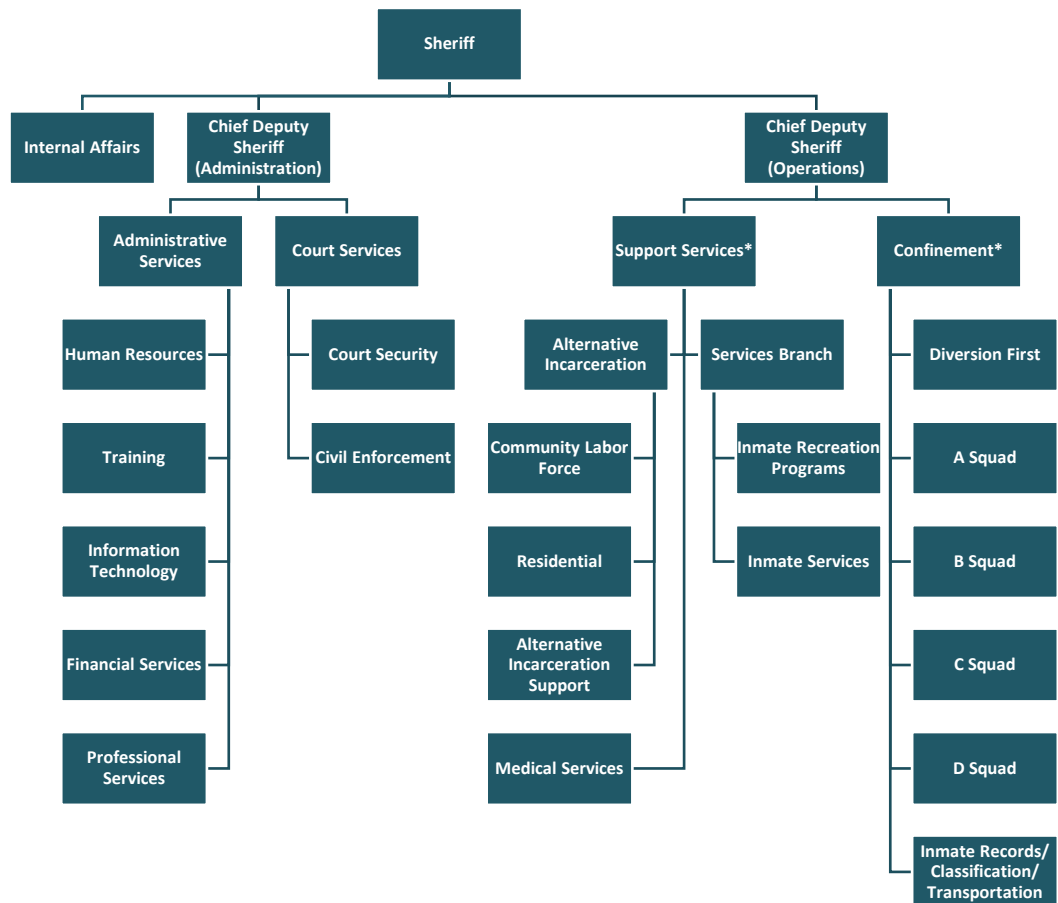 Sheriff
Internal Affairs
Chief Deputy
Sheriff
(Administration)
Chief Deputy
Sheriff
(Operations)
Administrative
Services
Court Services
Support Services*
Confinement*
Human Resources
Court Security
Alternative
Incarceration
Services Branch
Diversion First
Training
Civil Enforcement
Community Labor
Force
Inmate Recreation
Programs
A Squad
Information
Technology
Residential
Inmate Services
B Squad
Financial Services
Alternative
Incarceration
Support
C Squad
Professional
Services
Medical Services
D Squad
Inmate Records/
Classification/
Transportation